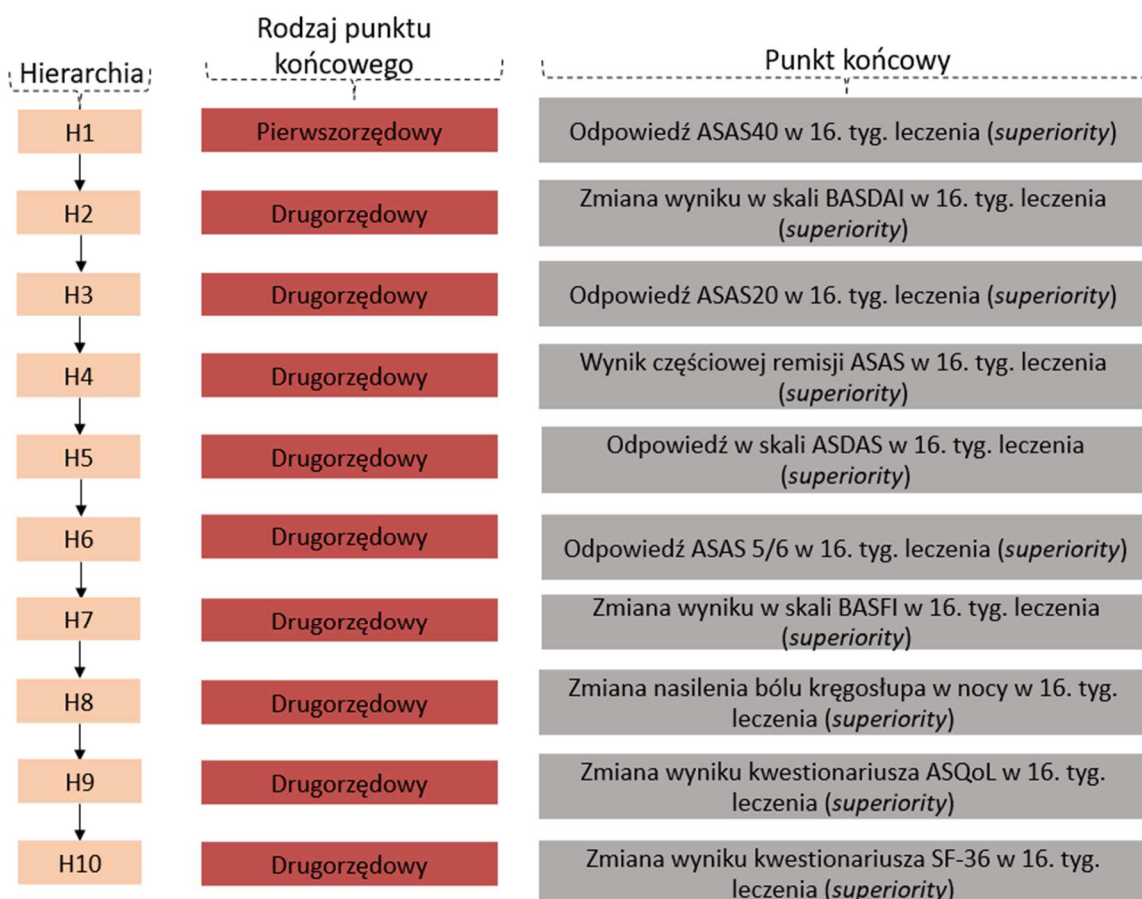 Hierarchia
Rodzaj punktu
końcowego
Punkt końcowy
H1
Pierwszorzędowy
Odpowiedź ASAS40 w 16. tyg. leczenia (superiority)
H2
Drugorzędowy
Zmiana wyniku w skali BASDAI w 16. tyg. leczenia
(superiority)
H3
Drugorzędowy
Odpowiedź ASAS20 w 16. tyg. leczenia (superiority)
H4
Drugorzędowy
Wynik częściowej remisji ASAS w 16. tyg. leczenia
(superiority)
H5
Drugorzędowy
Odpowiedź w skali ASDAS w 16. tyg. leczenia
(superiority)
H6
Drugorzędowy
Odpowiedź ASAS 5/6 w 16. tyg. leczenia (superiority)
H7
Drugorzędowy
Zmiana wyniku w skali BASFI w 16. tyg. leczenia
(superiority)
H8
Drugorzędowy
Zmiana nasilenia bólu kręgosłupa w nocy w 16. tyg.
leczenia (superiority)
H9
Drugorzędowy
Zmiana wyniku kwestionariusza ASQoL w 16. tyg.
leczenia (superiority)
H10
Drugorzędowy
Zmiana wyniku kwestionariusza SF-36 w 16. tyg.
leczenia (superiority)